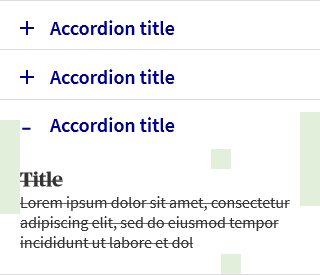 Accordion title
Accordion title
Accordion title
Title
Lorem ipsum dolor sit amet, consectetur
adipiscing elit, sed do eiusmod tempor
incididunt ut labore et dol